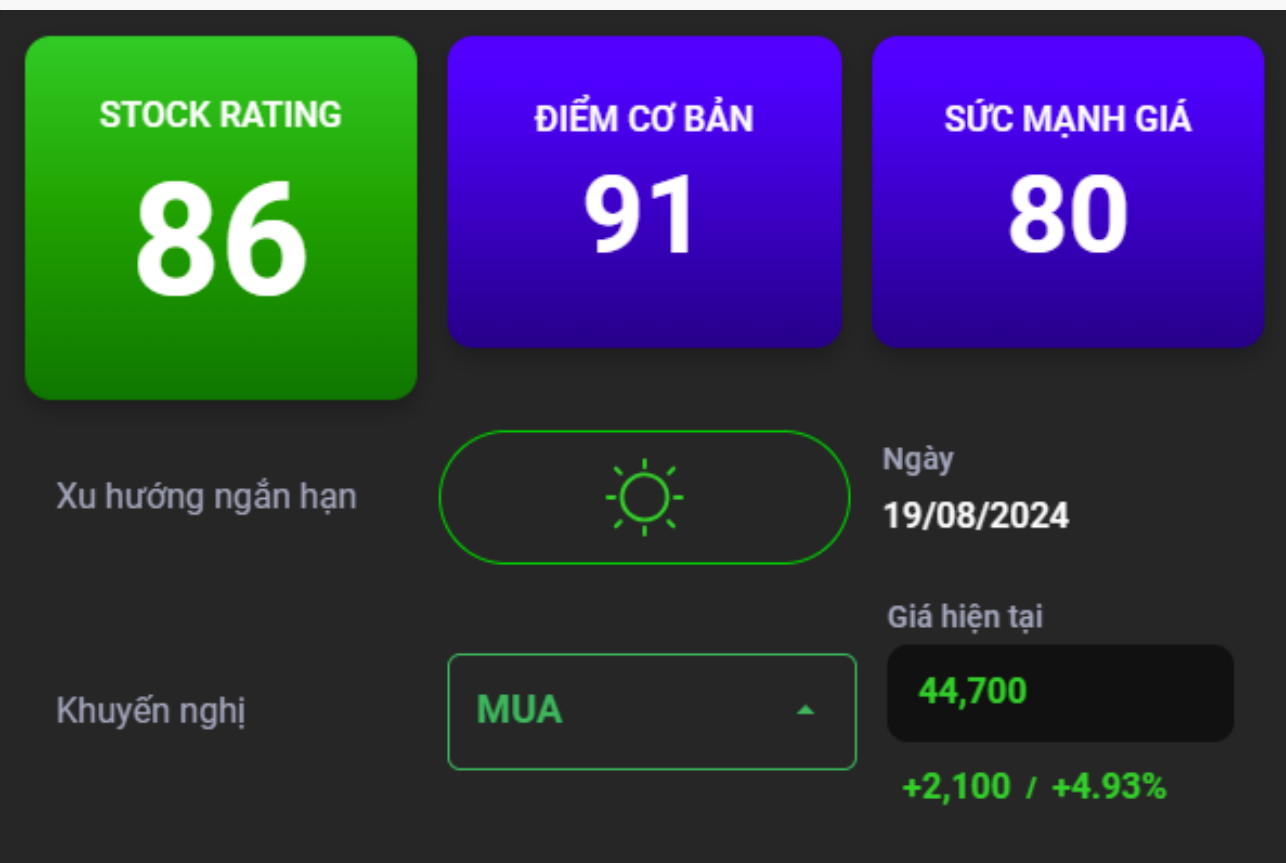 STOCK RATING
86
ĐIỂM CƠ BẢN
91
SỨC MẠNH GIÁ
80
Xu hướng ngắn hạn
Ngày
19/08/2024
Khuyến nghị
MUA
Giá hiện tại
44,700
+2,100 / +4.93%